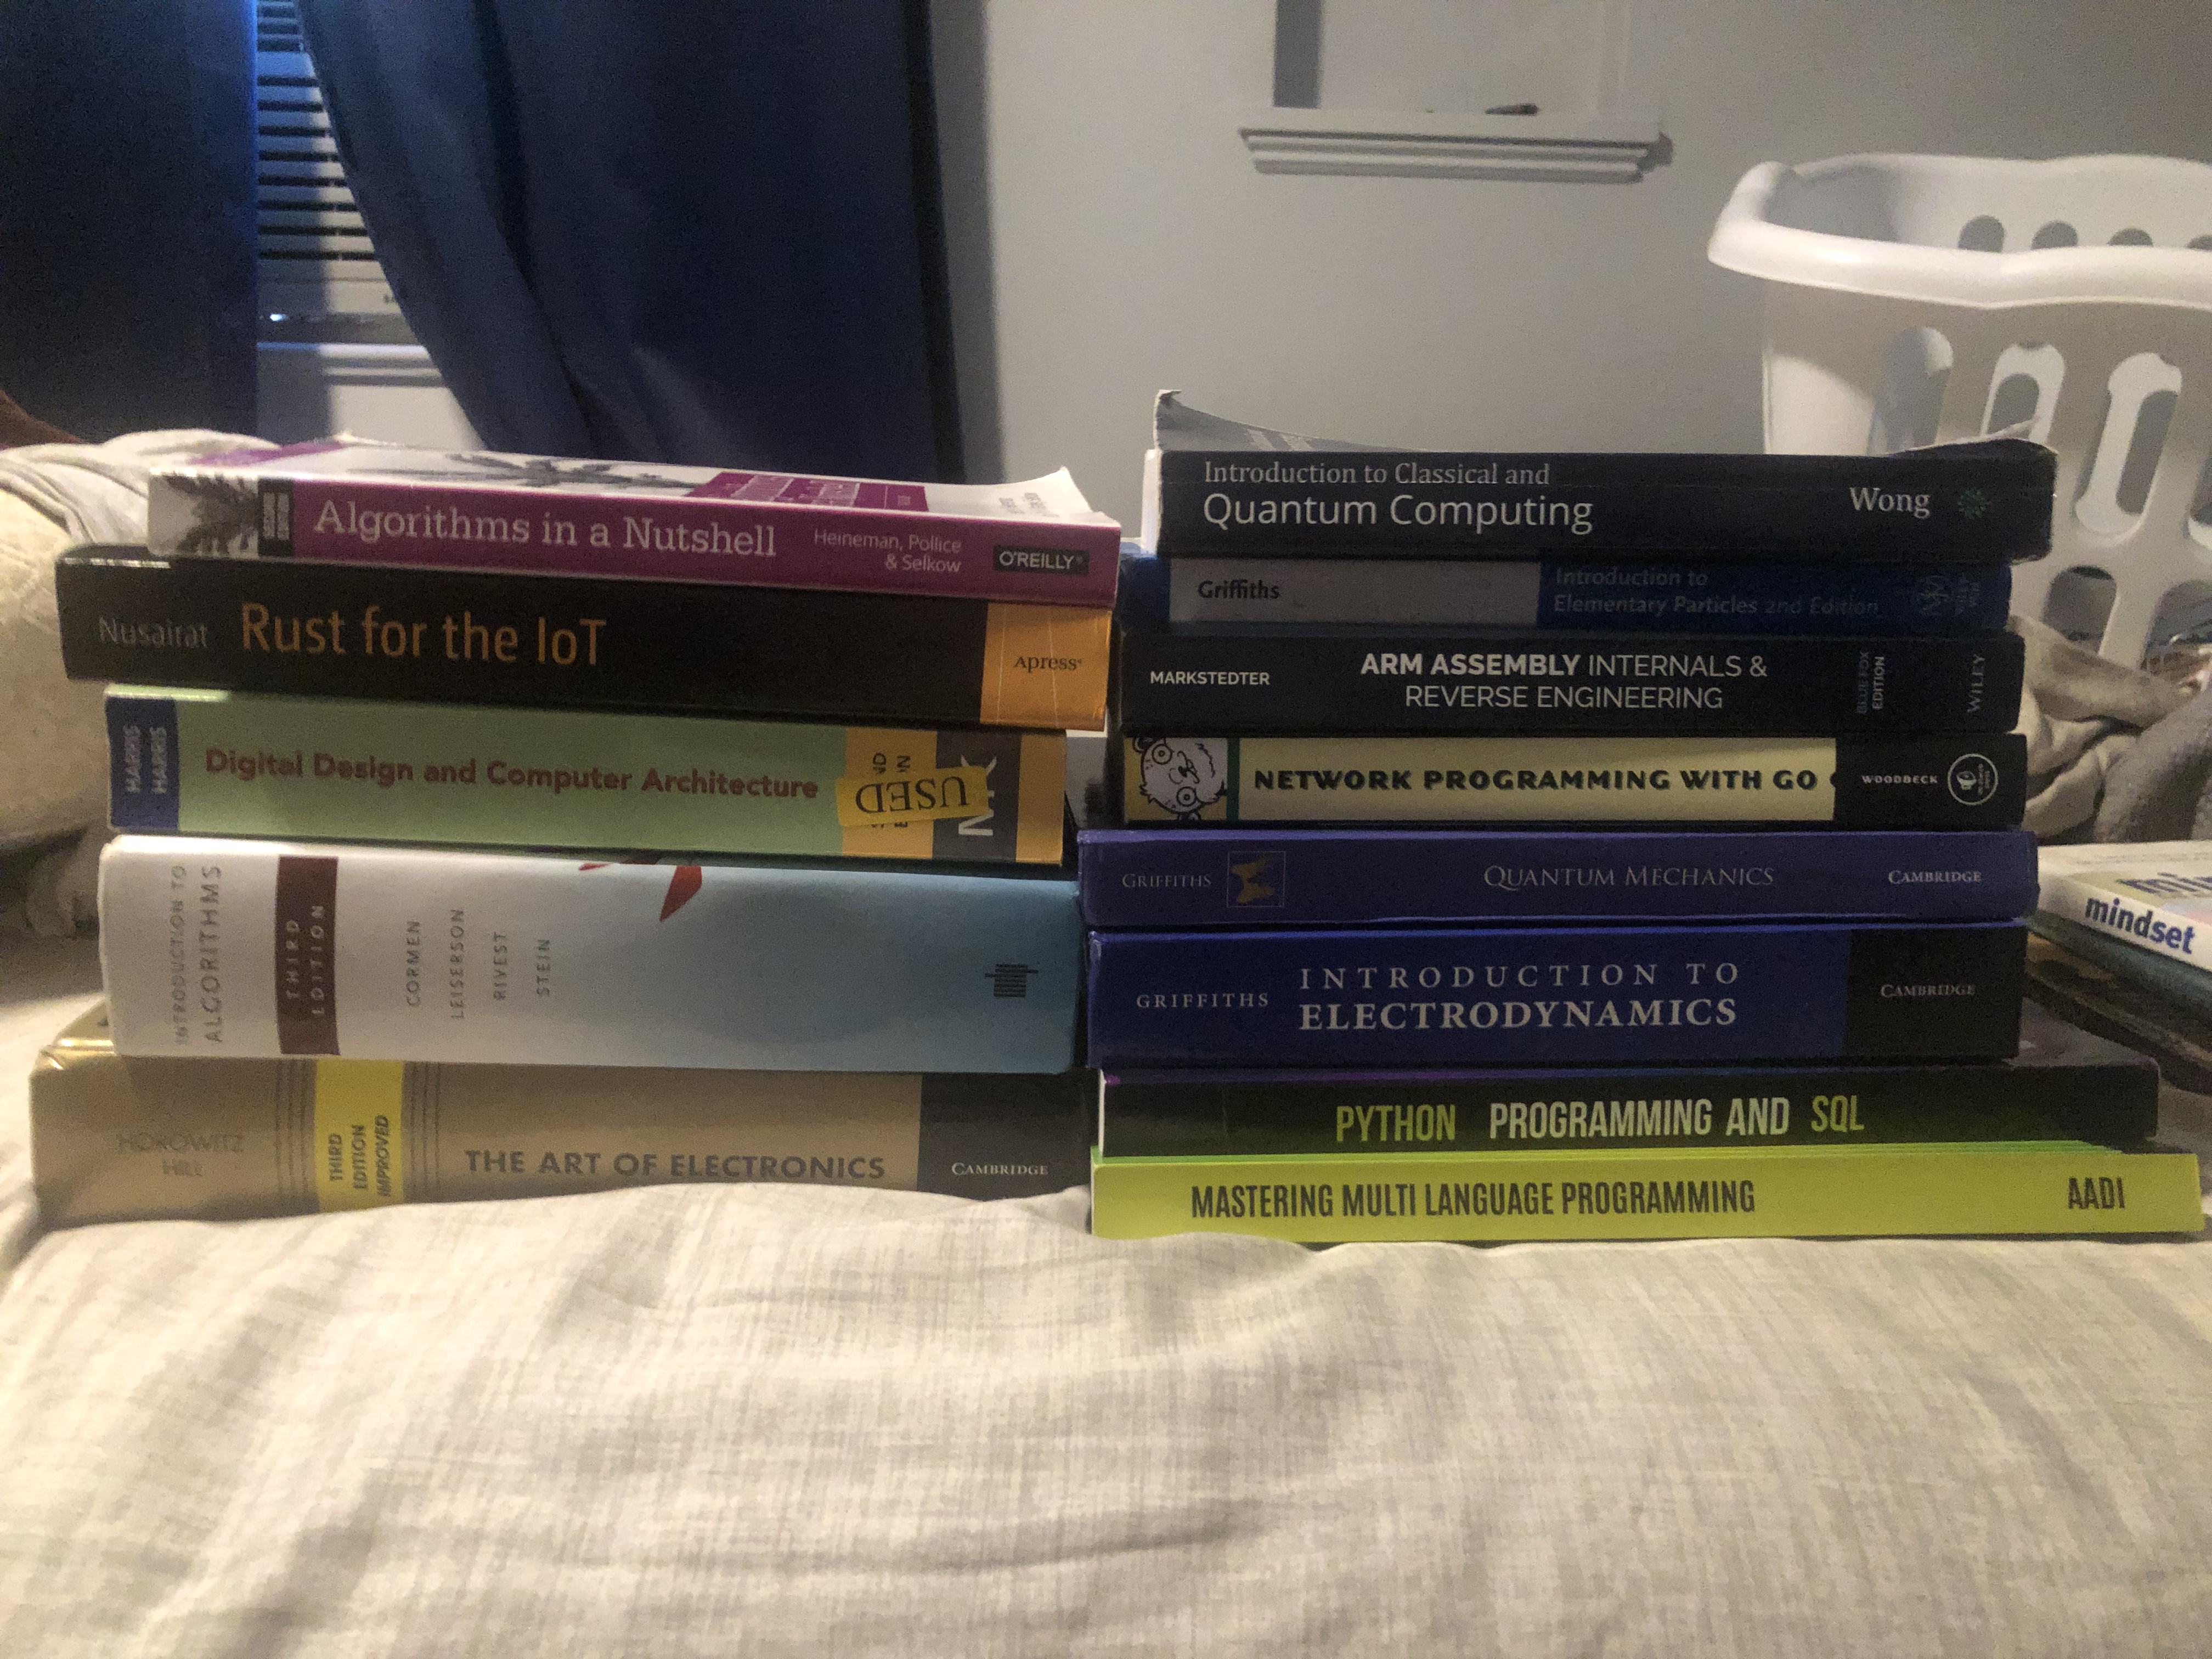 Algorithms in a Nutshell
Heineman, Pollice
& Selkow
O'REILLY®
Nusairat
Rust for the IoT
Apress®
HARRIS
HARRIS
Digital Design and Computer Architecture
USED
INTRODUCTION TO
ALGORITHMS
THIRD
EDITION
CORMEN
LEISERSON
RIVEST
STEIN
HOROWITZ
HILL
THIRD
EDITION
IMPROVED
THE ART OF ELECTRONICS
CAMBRIDGE
Introduction to Classical and
Quantum Computing
Wong
Griffiths
Introduction to
Elementary Particles 2nd Edition
MARKSTEDTER
ARM ASSEMBLY INTERNALS &
REVERSE ENGINEERING
BLUE FOX
EDITION
WILEY
NETWORK PROGRAMMING WITH GO
WOODBECK
GRIFFITHS
QUANTUM MECHANICS
CAMBRIDGE
GRIFFITHS
INTRODUCTION TO
ELECTRODYNAMICS
CAMBRIDGE
PYTHON PROGRAMMING AND SQL
MASTERING MULTI LANGUAGE PROGRAMMING
AADI
mindset